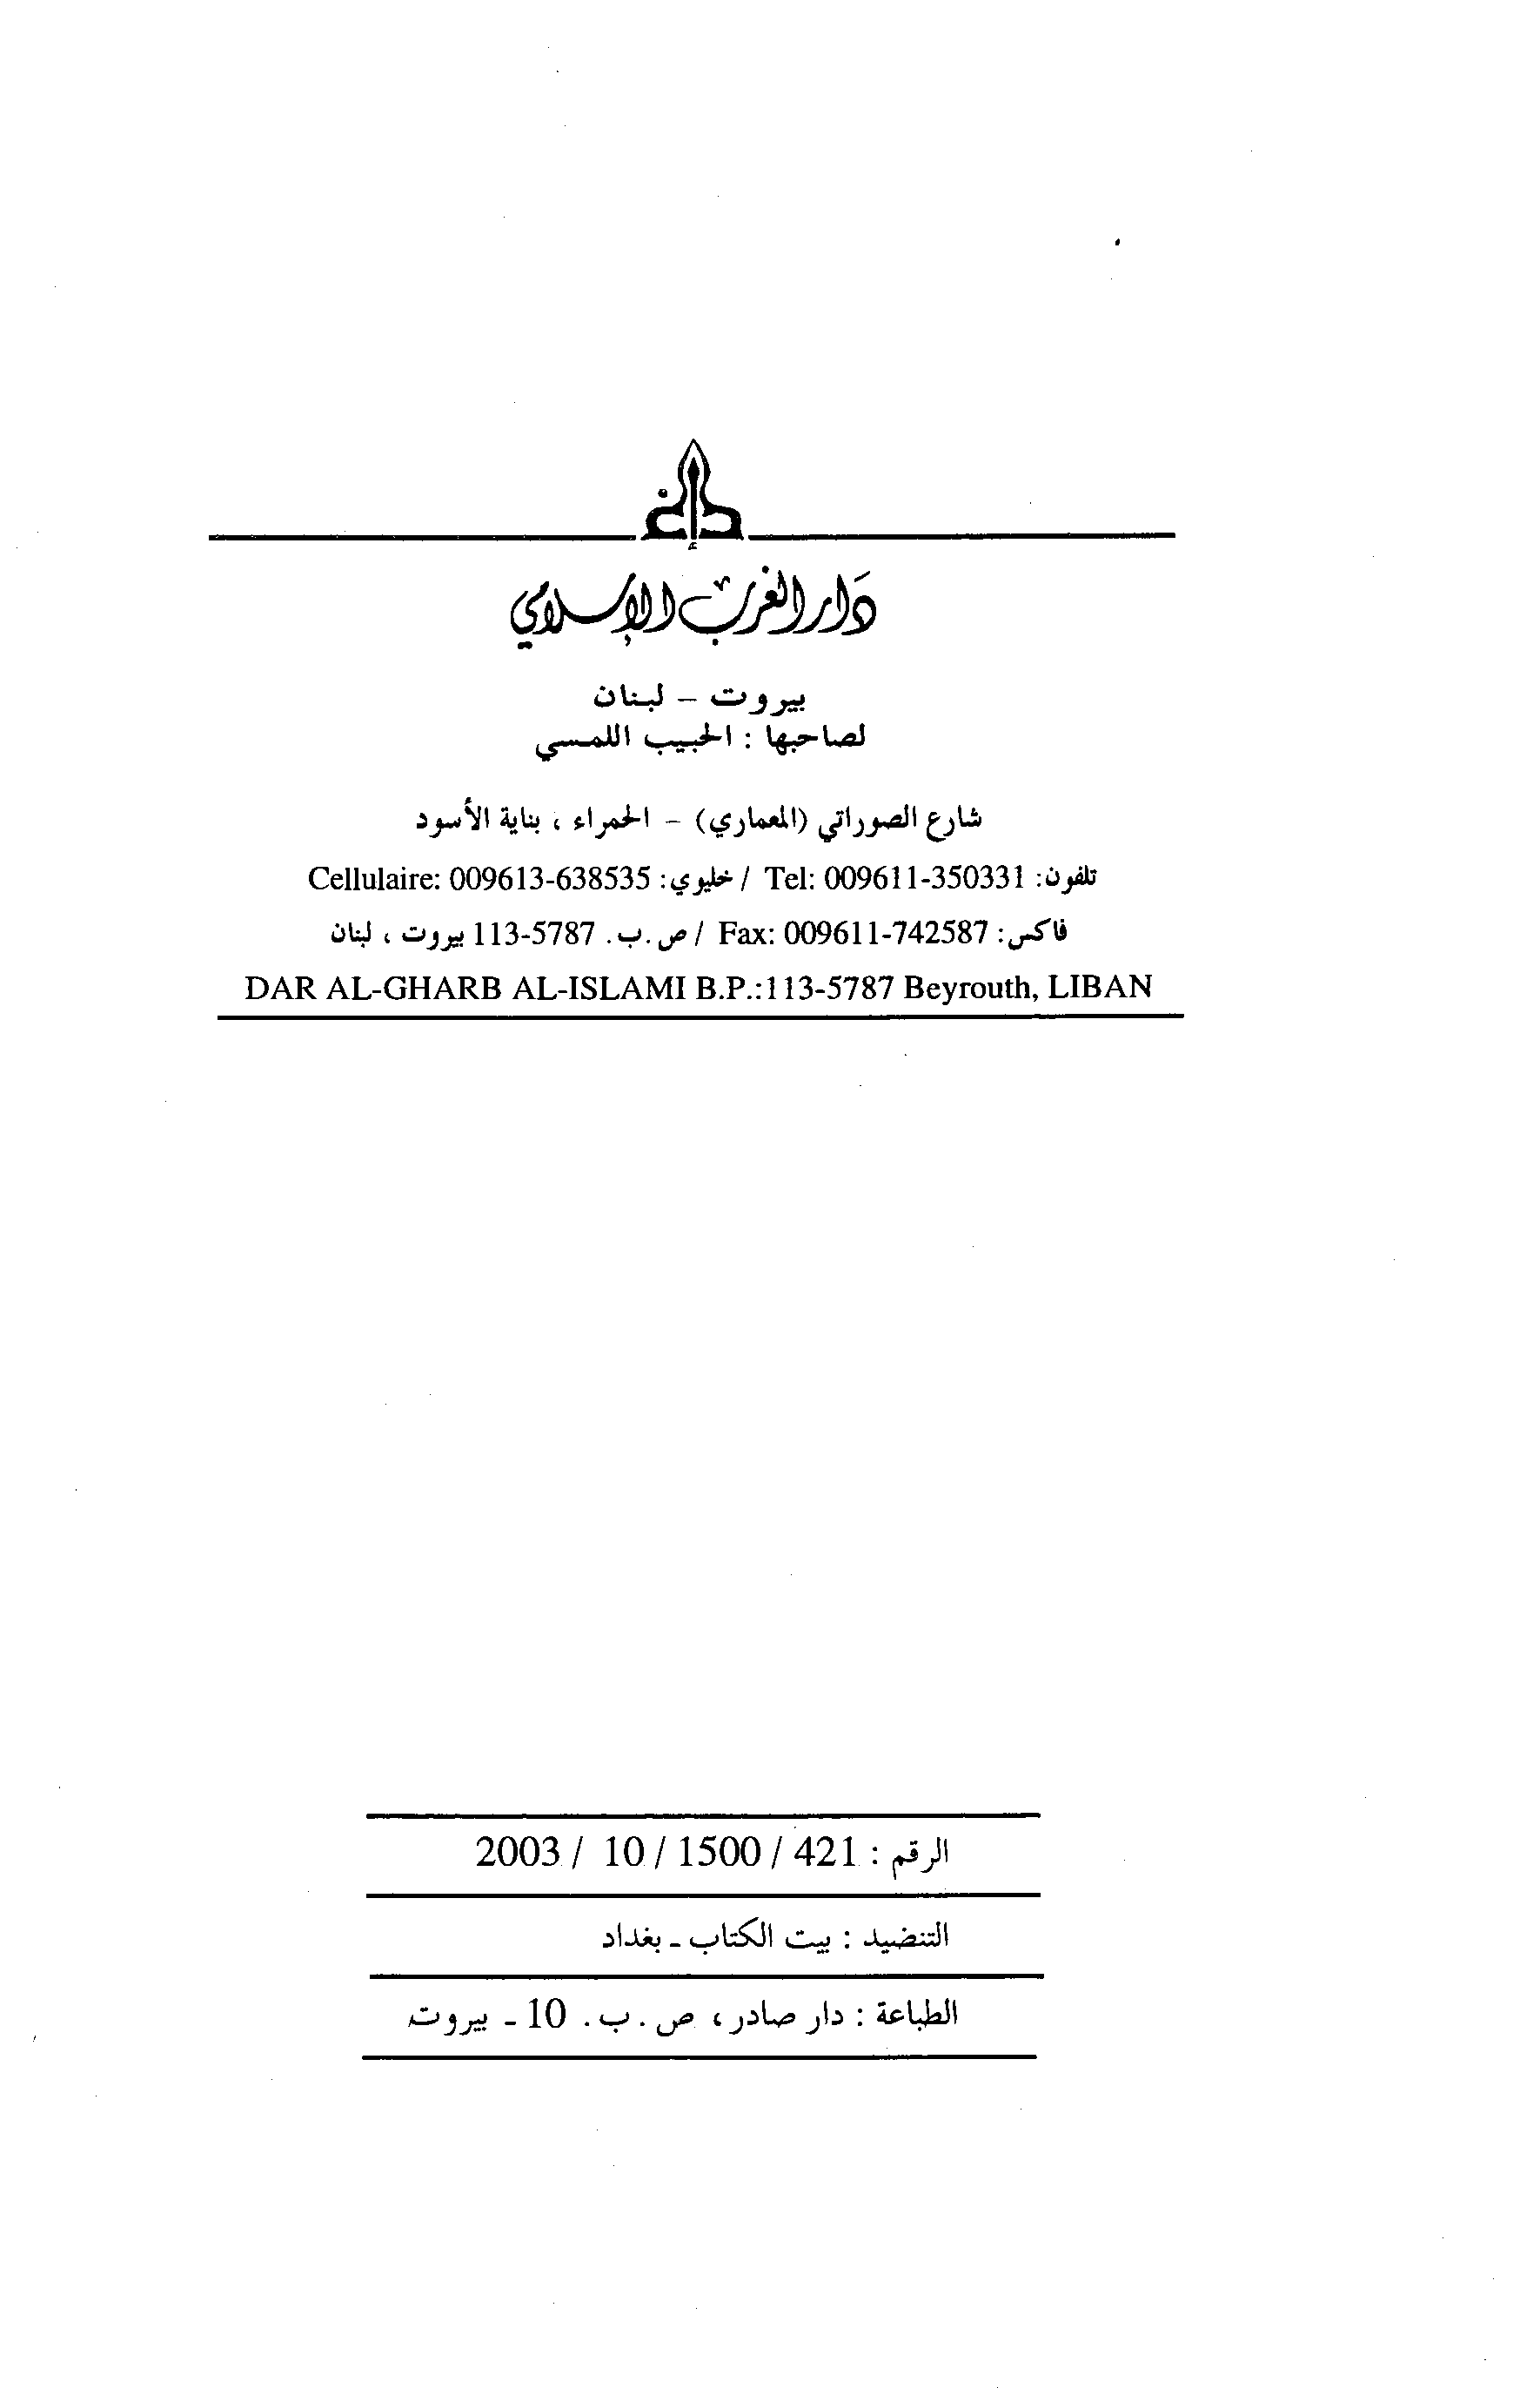 دار الغرب الإسلامي
بيروت - لبنان
لصاحبها : الحبيب اللمسي
شارع الصوراتي (المعماري) - الحمراء ، بناية الأسود
تلفون: Tel: 009611-350331 / خليوي: Cellulaire: 009613-638535
فاكس: Fax: 009611-742587 / ص.ب. 113-5787 بيروت ، لبنان
DAR AL-GHARB AL-ISLAMI B.P.:113-5787 Beyrouth, LIBAN
الرقم : 421 / 1500 / 10 / 2003
التنضيد : بيت الكتاب - بغداد
الطباعة : دار صادر، ص . ب . 10 - بيروت